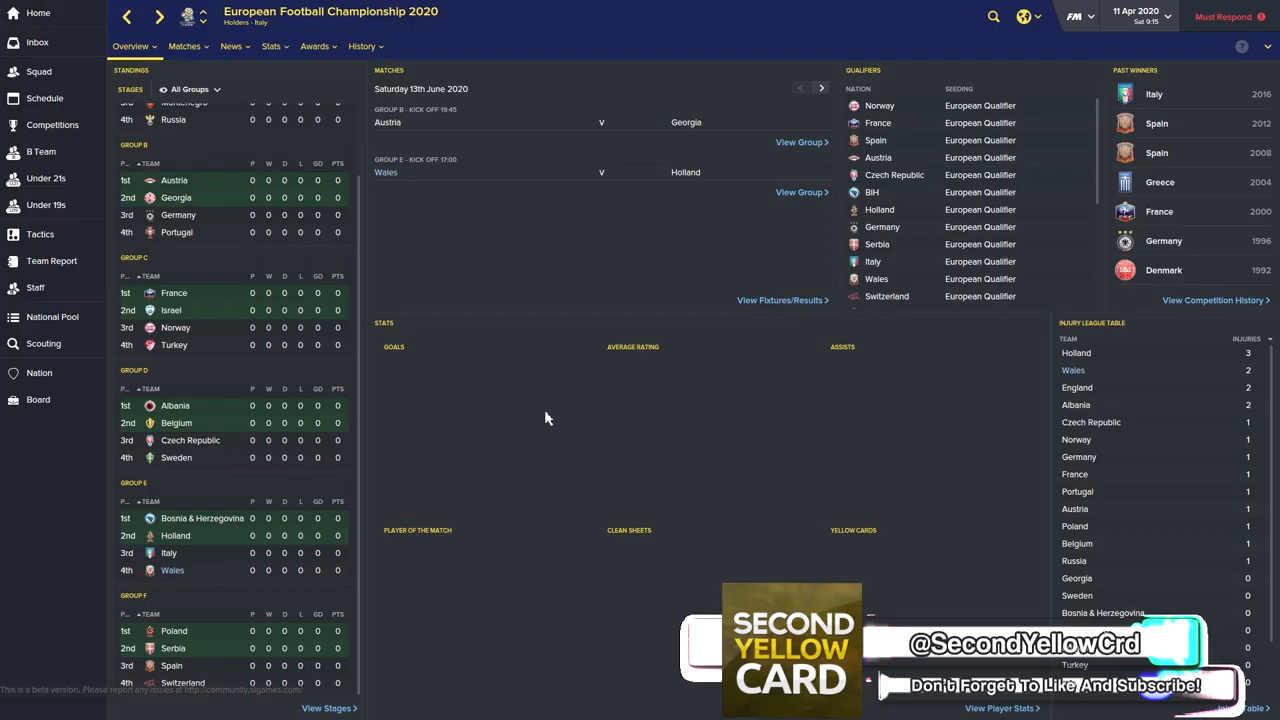 Home
Inbox
Squad
Schedule
Competitions
B Team
Under 21s
Under 19s
Tactics
Team Report
Staff
National Pool
Scouting
Nation
Board
European Football Championship 2020
Holders - Italy
FM
11 Apr 2020
Sat 9:15
Must Respond
Overview
Matches
News
Stats
Awards
History
STANDINGS
STAGES All Groups
3rd Montenegro
4th Russia
GROUP B
P... TEAM P W D L GD PTS
1st Austria 0 0 0 0 0 0
2nd Georgia 0 0 0 0 0 0
3rd Germany 0 0 0 0 0 0
4th Portugal 0 0 0 0 0 0
GROUP C
P... TEAM P W D L GD PTS
1st France 0 0 0 0 0 0
2nd Israel 0 0 0 0 0 0
3rd Norway 0 0 0 0 0 0
4th Turkey 0 0 0 0 0 0
GROUP D
P... TEAM P W D L GD PTS
1st Albania 0 0 0 0 0 0
2nd Belgium 0 0 0 0 0 0
3rd Czech Republic 0 0 0 0 0 0
4th Sweden 0 0 0 0 0 0
GROUP E
P... TEAM P W D L GD PTS
1st Bosnia & Herzegovina 0 0 0 0 0 0
2nd Holland 0 0 0 0 0 0
3rd Italy 0 0 0 0 0 0
4th Wales 0 0 0 0 0 0
GROUP F
P... TEAM P W D L GD PTS
1st Poland 0 0 0 0 0 0
2nd Serbia 0 0 0 0 0 0
3rd Spain 0 0 0 0 0 0
4th Switzerland 0 0 0 0 0 0
This is a beta version. Please report any issues at http://community.sigames.com/
View Stages >
MATCHES
Saturday 13th June 2020
GROUP B - KICK OFF 19:45
Austria V Georgia
View Group >
GROUP E - KICK OFF 17:00
Wales V Holland
View Group >
View Fixtures/Results >
QUALIFIERS
NATION SEEDING
Norway European Qualifier
France European Qualifier
Spain European Qualifier
Austria European Qualifier
Czech Republic European Qualifier
BIH European Qualifier
Holland European Qualifier
Germany European Qualifier
Serbia European Qualifier
Italy European Qualifier
Wales European Qualifier
Switzerland European Qualifier
PAST WINNERS
Italy 2016
Spain 2012
Spain 2008
Greece 2004
France 2000
Germany 1996
Denmark 1992
View Competition History >
STATS
GOALS
AVERAGE RATING
ASSISTS
PLAYER OF THE MATCH
CLEAN SHEETS
YELLOW CARDS
View Player Stats >
INJURY LEAGUE TABLE
TEAM INJURIES
Holland 3
Wales 2
England 2
Albania 2
Czech Republic 1
Norway 1
Germany 1
France 1
Portugal 1
Austria 1
Poland 1
Belgium 1
Russia 1
Georgia 0
Sweden 0
Bosnia & Herzegovina 0
0
0
Turkey 0
0
Table >
SECOND
YELLOW
CARD
@SecondYellowCrd
Don't Forget To Like And Subscribe!